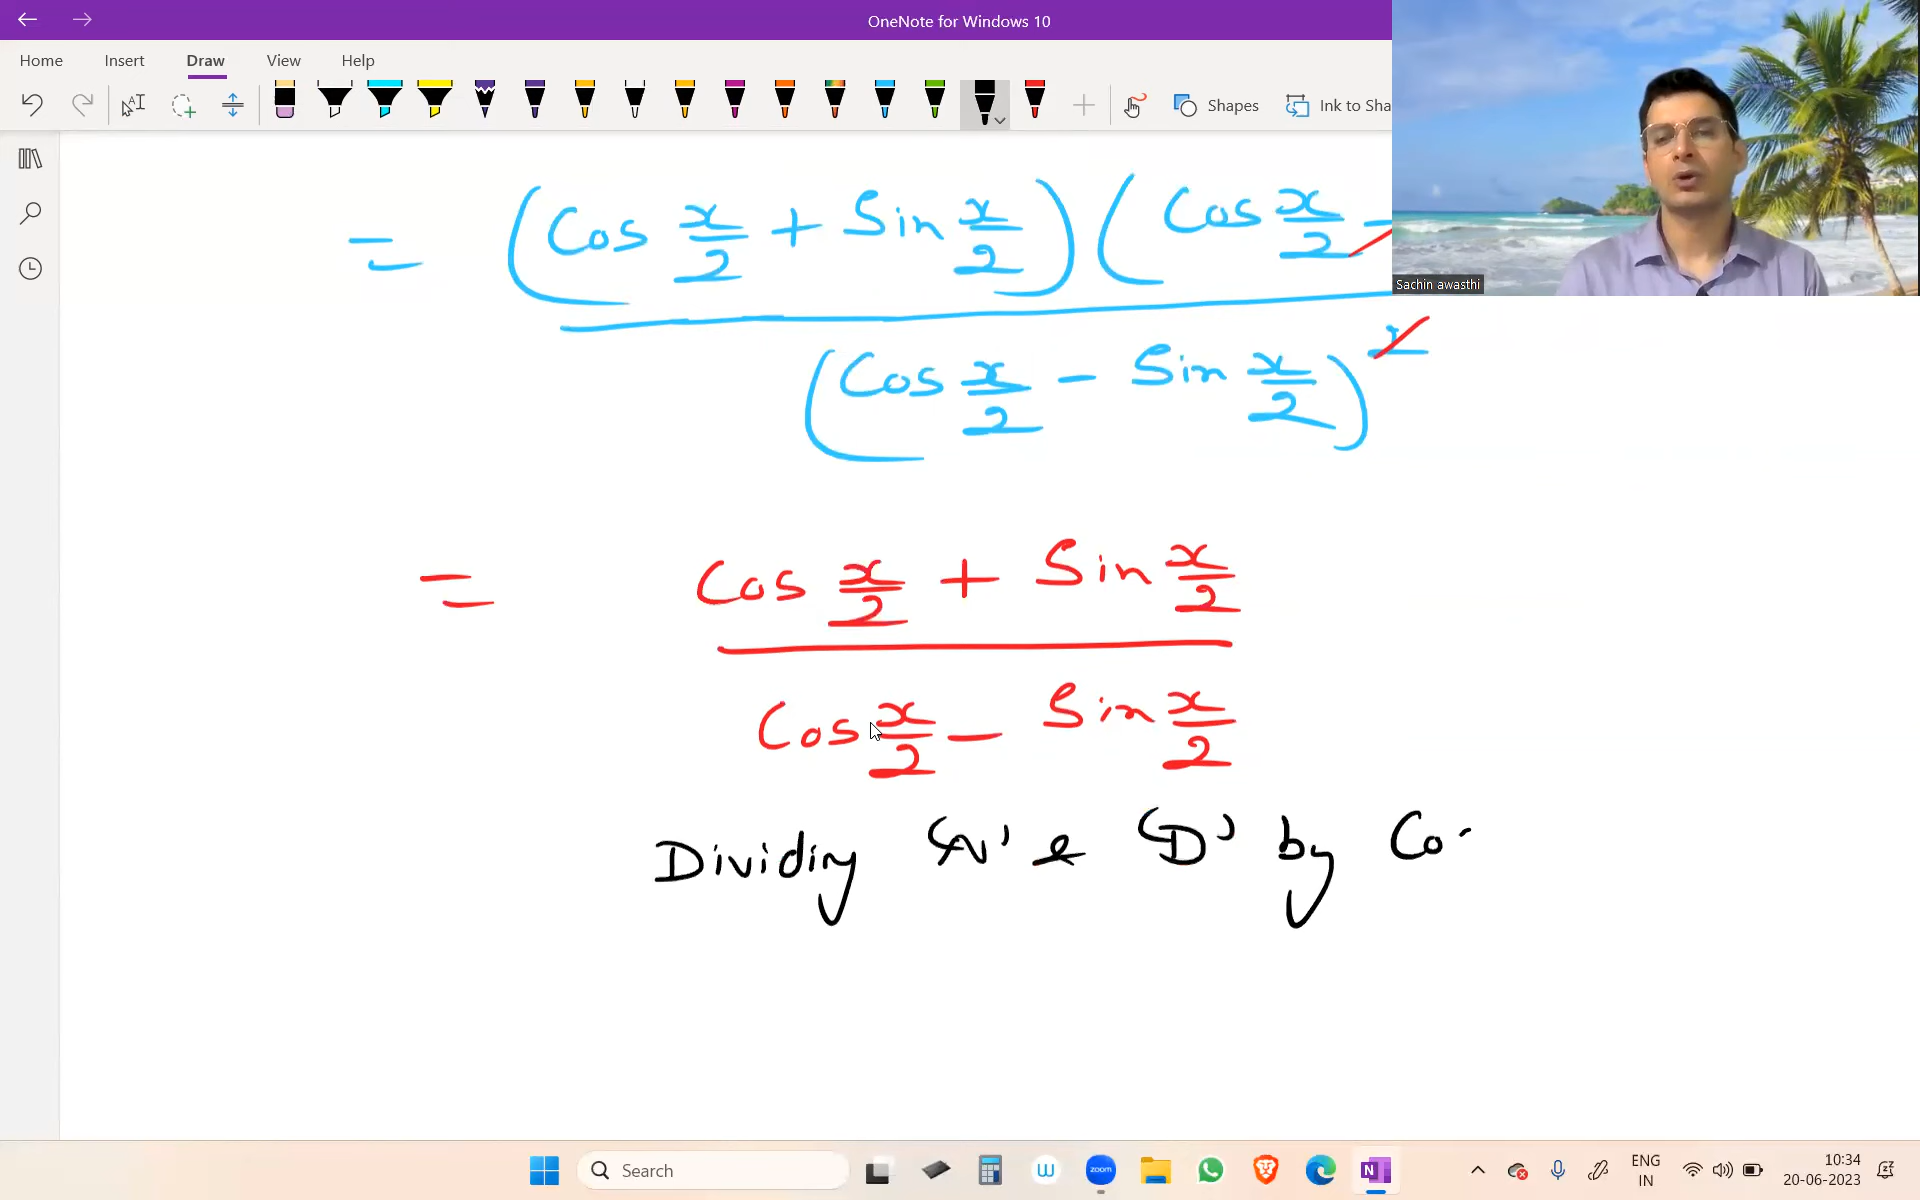 OneNote for Windows 10
Home Insert Draw View Help
Shapes Ink to Sha
Sachin awasthi
= (Cos x/2 + Sin x/2) (Cos x/2 -
(Cos x/2 - Sin x/2)
= Cos x/2 + Sin x/2
Cos x/2 - Sin x/2
Dividing 'N' & 'D' by Co
Search
zoom
ENG
IN
10:34
20-06-2023